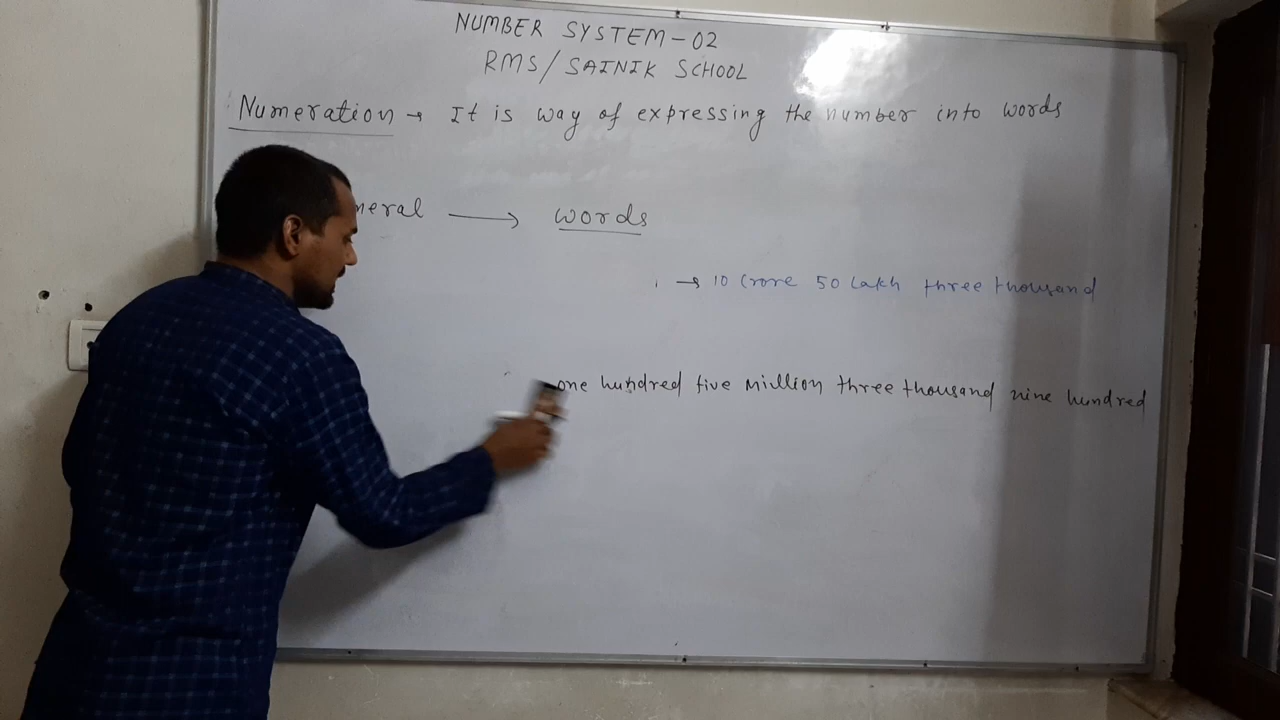 NUMBER SYSTEM-02
RMS/SAINIK SCHOOL
Numeration → It is way of expressing the number into words
meral → words
→ 10 Crore 50 Lakh three thousand
one hundred five million three thousand nine hundred